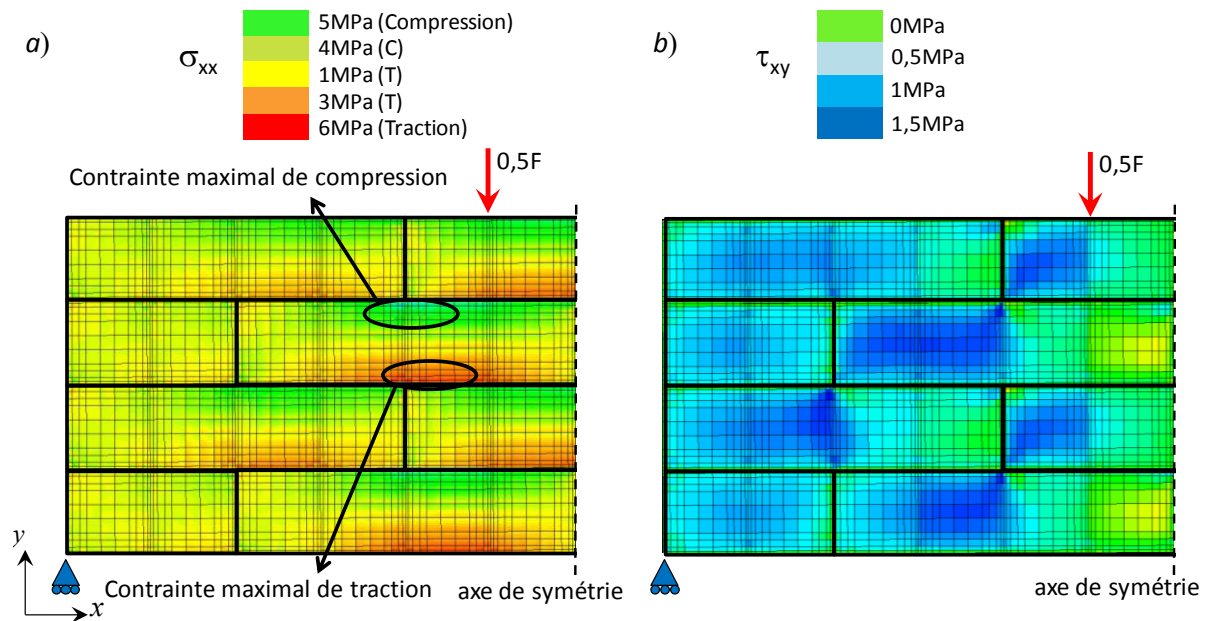 a)
σxx
5MPa (Compression)
4MPa (C)
1MPa (T)
3MPa (T)
6MPa (Traction)
0,5F
Contrainte maximal de compression
Contrainte maximal de traction
axe de symétrie
y
x
b)
τxy
0MPa
0,5MPa
1MPa
1,5MPa
0,5F
axe de symétrie